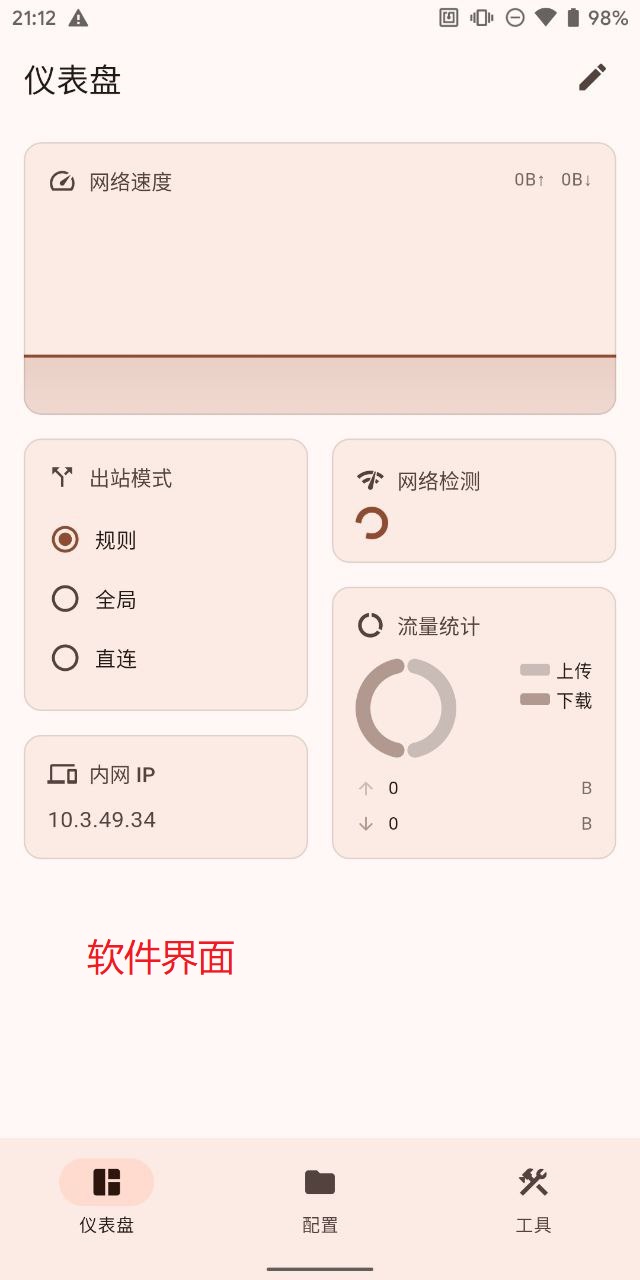 21:12 98%
仪表盘
网络速度 0B↑ 0B↓
出站模式
规则
全局
直连
网络检测
流量统计
上传
下载
↑ 0 B
↓ 0 B
内网 IP
10.3.49.34
软件界面
仪表盘 配置 工具